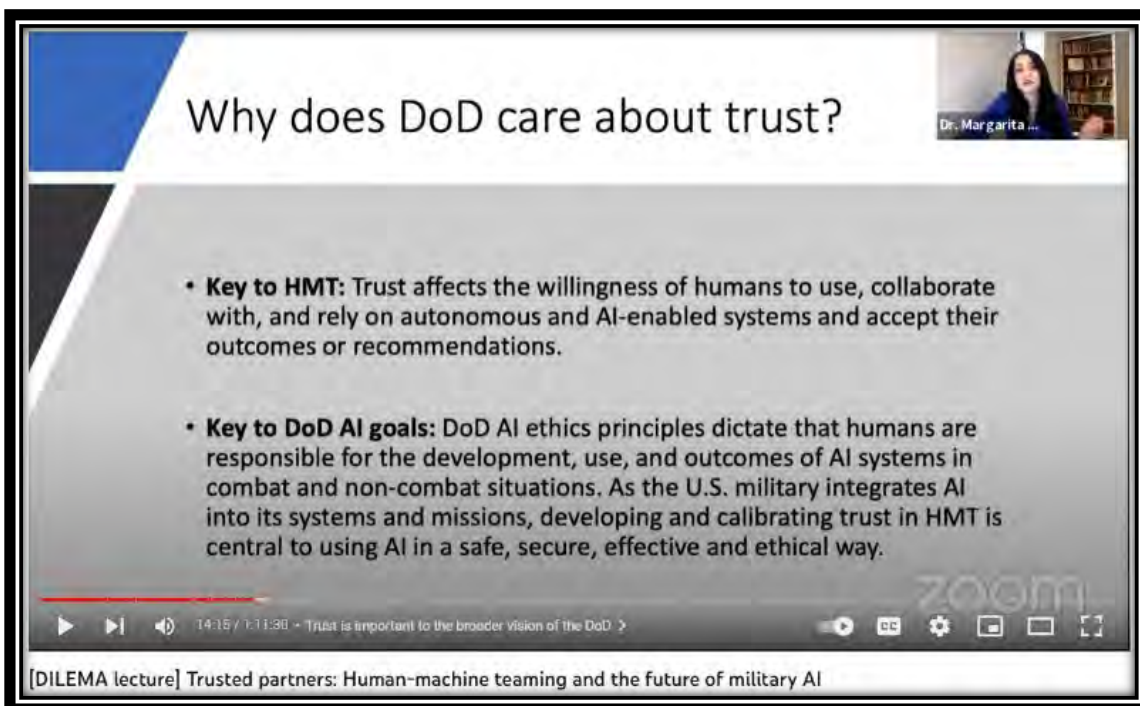 Why does DoD care about trust?
Dr. Margarita ...
• Key to HMT: Trust affects the willingness of humans to use, collaborate
with, and rely on autonomous and AI-enabled systems and accept their
outcomes or recommendations.
• Key to DoD AI goals: DoD AI ethics principles dictate that humans are
responsible for the development, use, and outcomes of AI systems in
combat and non-combat situations. As the U.S. military integrates AI
into its systems and missions, developing and calibrating trust in HMT is
central to using AI in a safe, secure, effective and ethical way.
zoom
14:15 / 1:11:30 • Trust is important to the broader vision of the DoD >
CC
[DILEMA lecture] Trusted partners: Human-machine teaming and the future of military AI